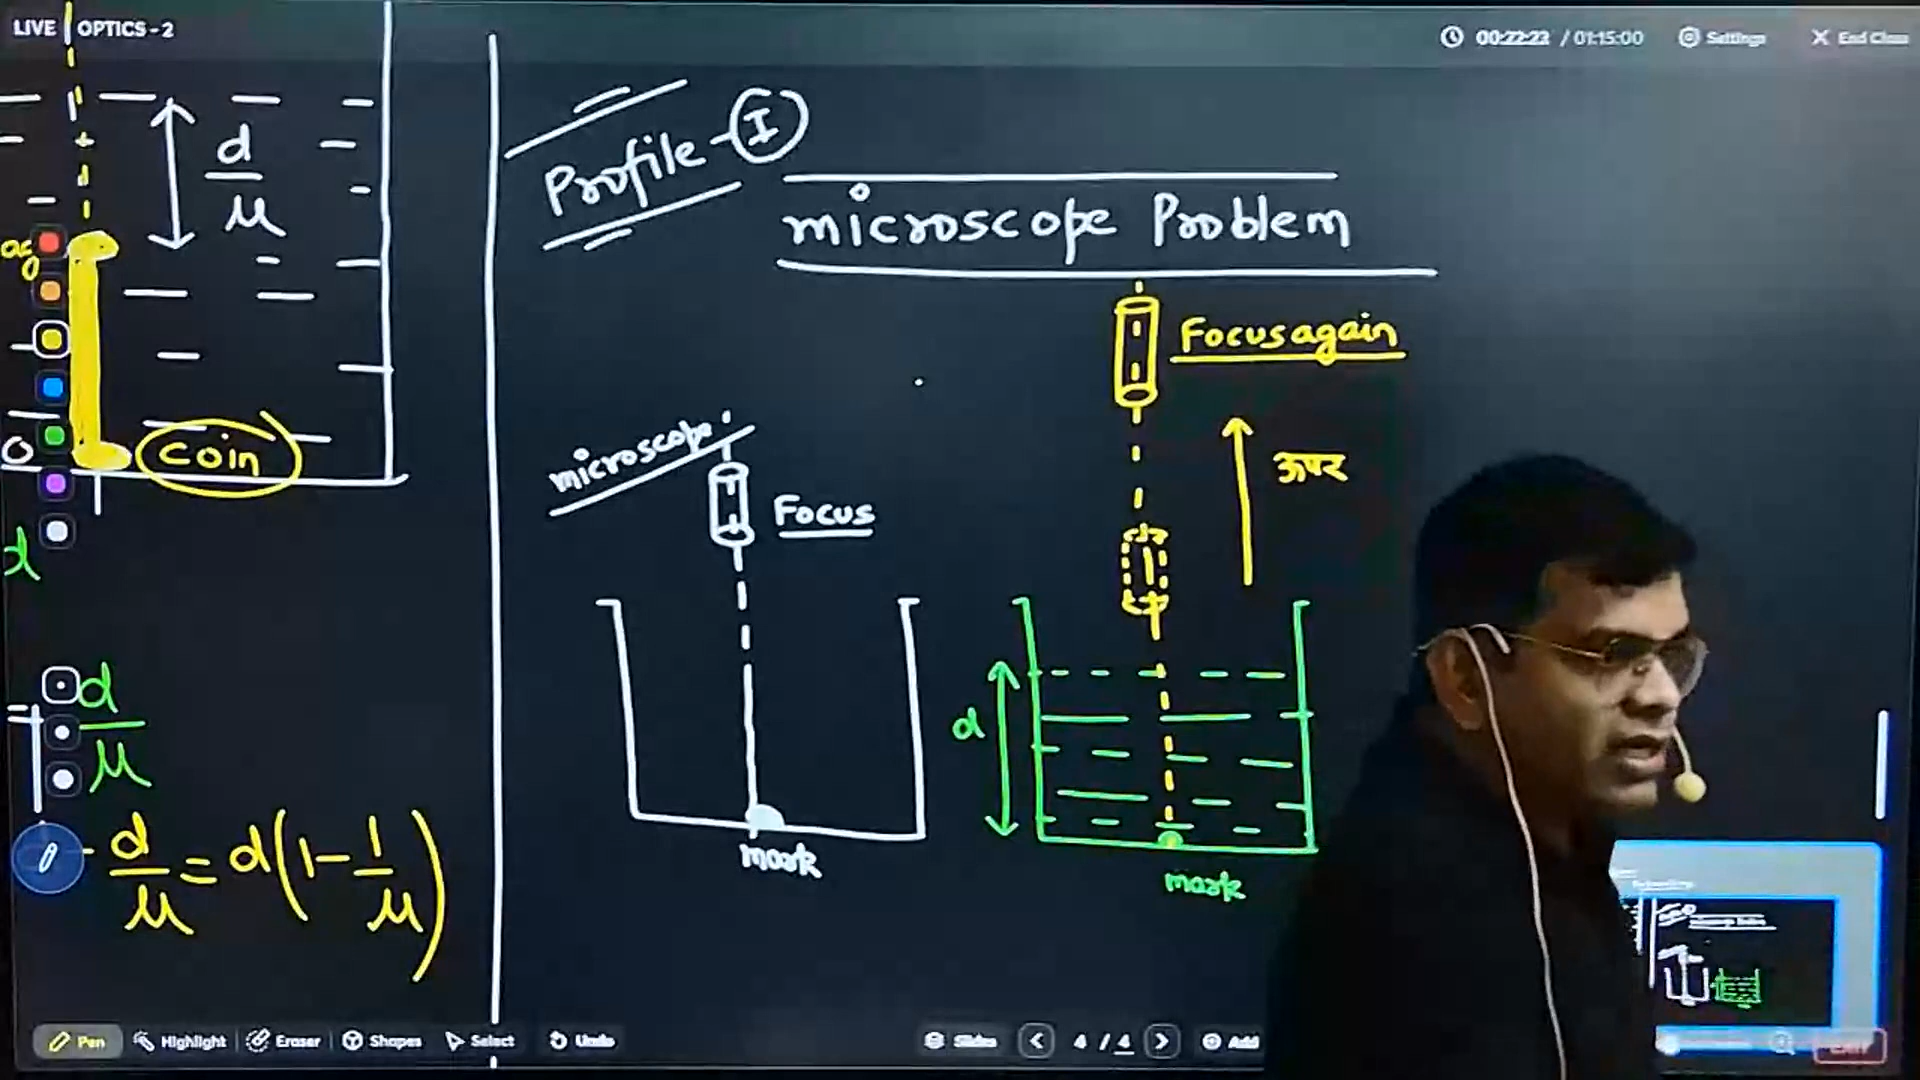 LIVE | OPTICS - 2
00:22:22 / 01:15:00
Settings
End Class
d
μ
coin
d
d
μ
- d/μ = d(1 - 1/μ)
Profile - I
microscope Problem
Focus again
ऊपर
microscope
Focus
mark
d
mark
Pen
Highlight
Eraser
Shapes
Select
Undo
Slides
4 / 4
Add
EXIT